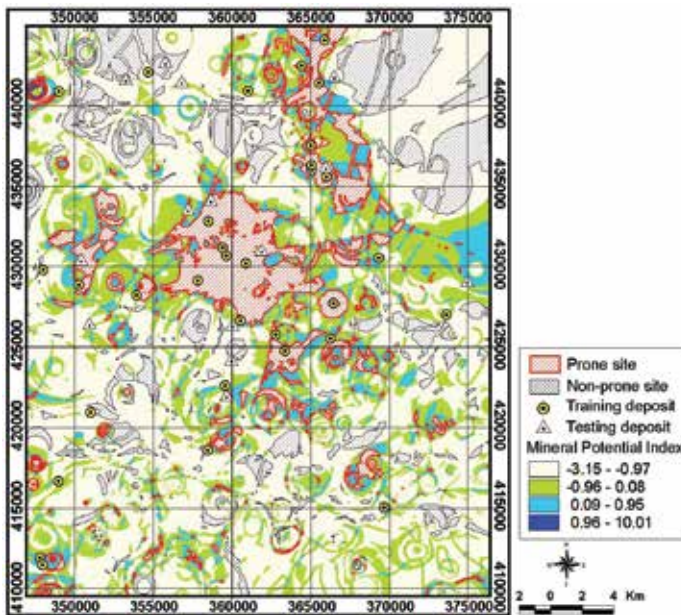 350000 355000 360000 365000 370000 375000
440000 440000
435000 435000
430000 430000
425000 425000
420000 420000
415000 415000
410000 410000
350000 355000 360000 365000 370000 375000
Prone site
Non-prone site
Training deposit
Testing deposit
Mineral Potential Index
-3.15 - -0.97
-0.96 - 0.08
0.09 - 0.95
0.96 - 10.01
2 0 2 4 Km